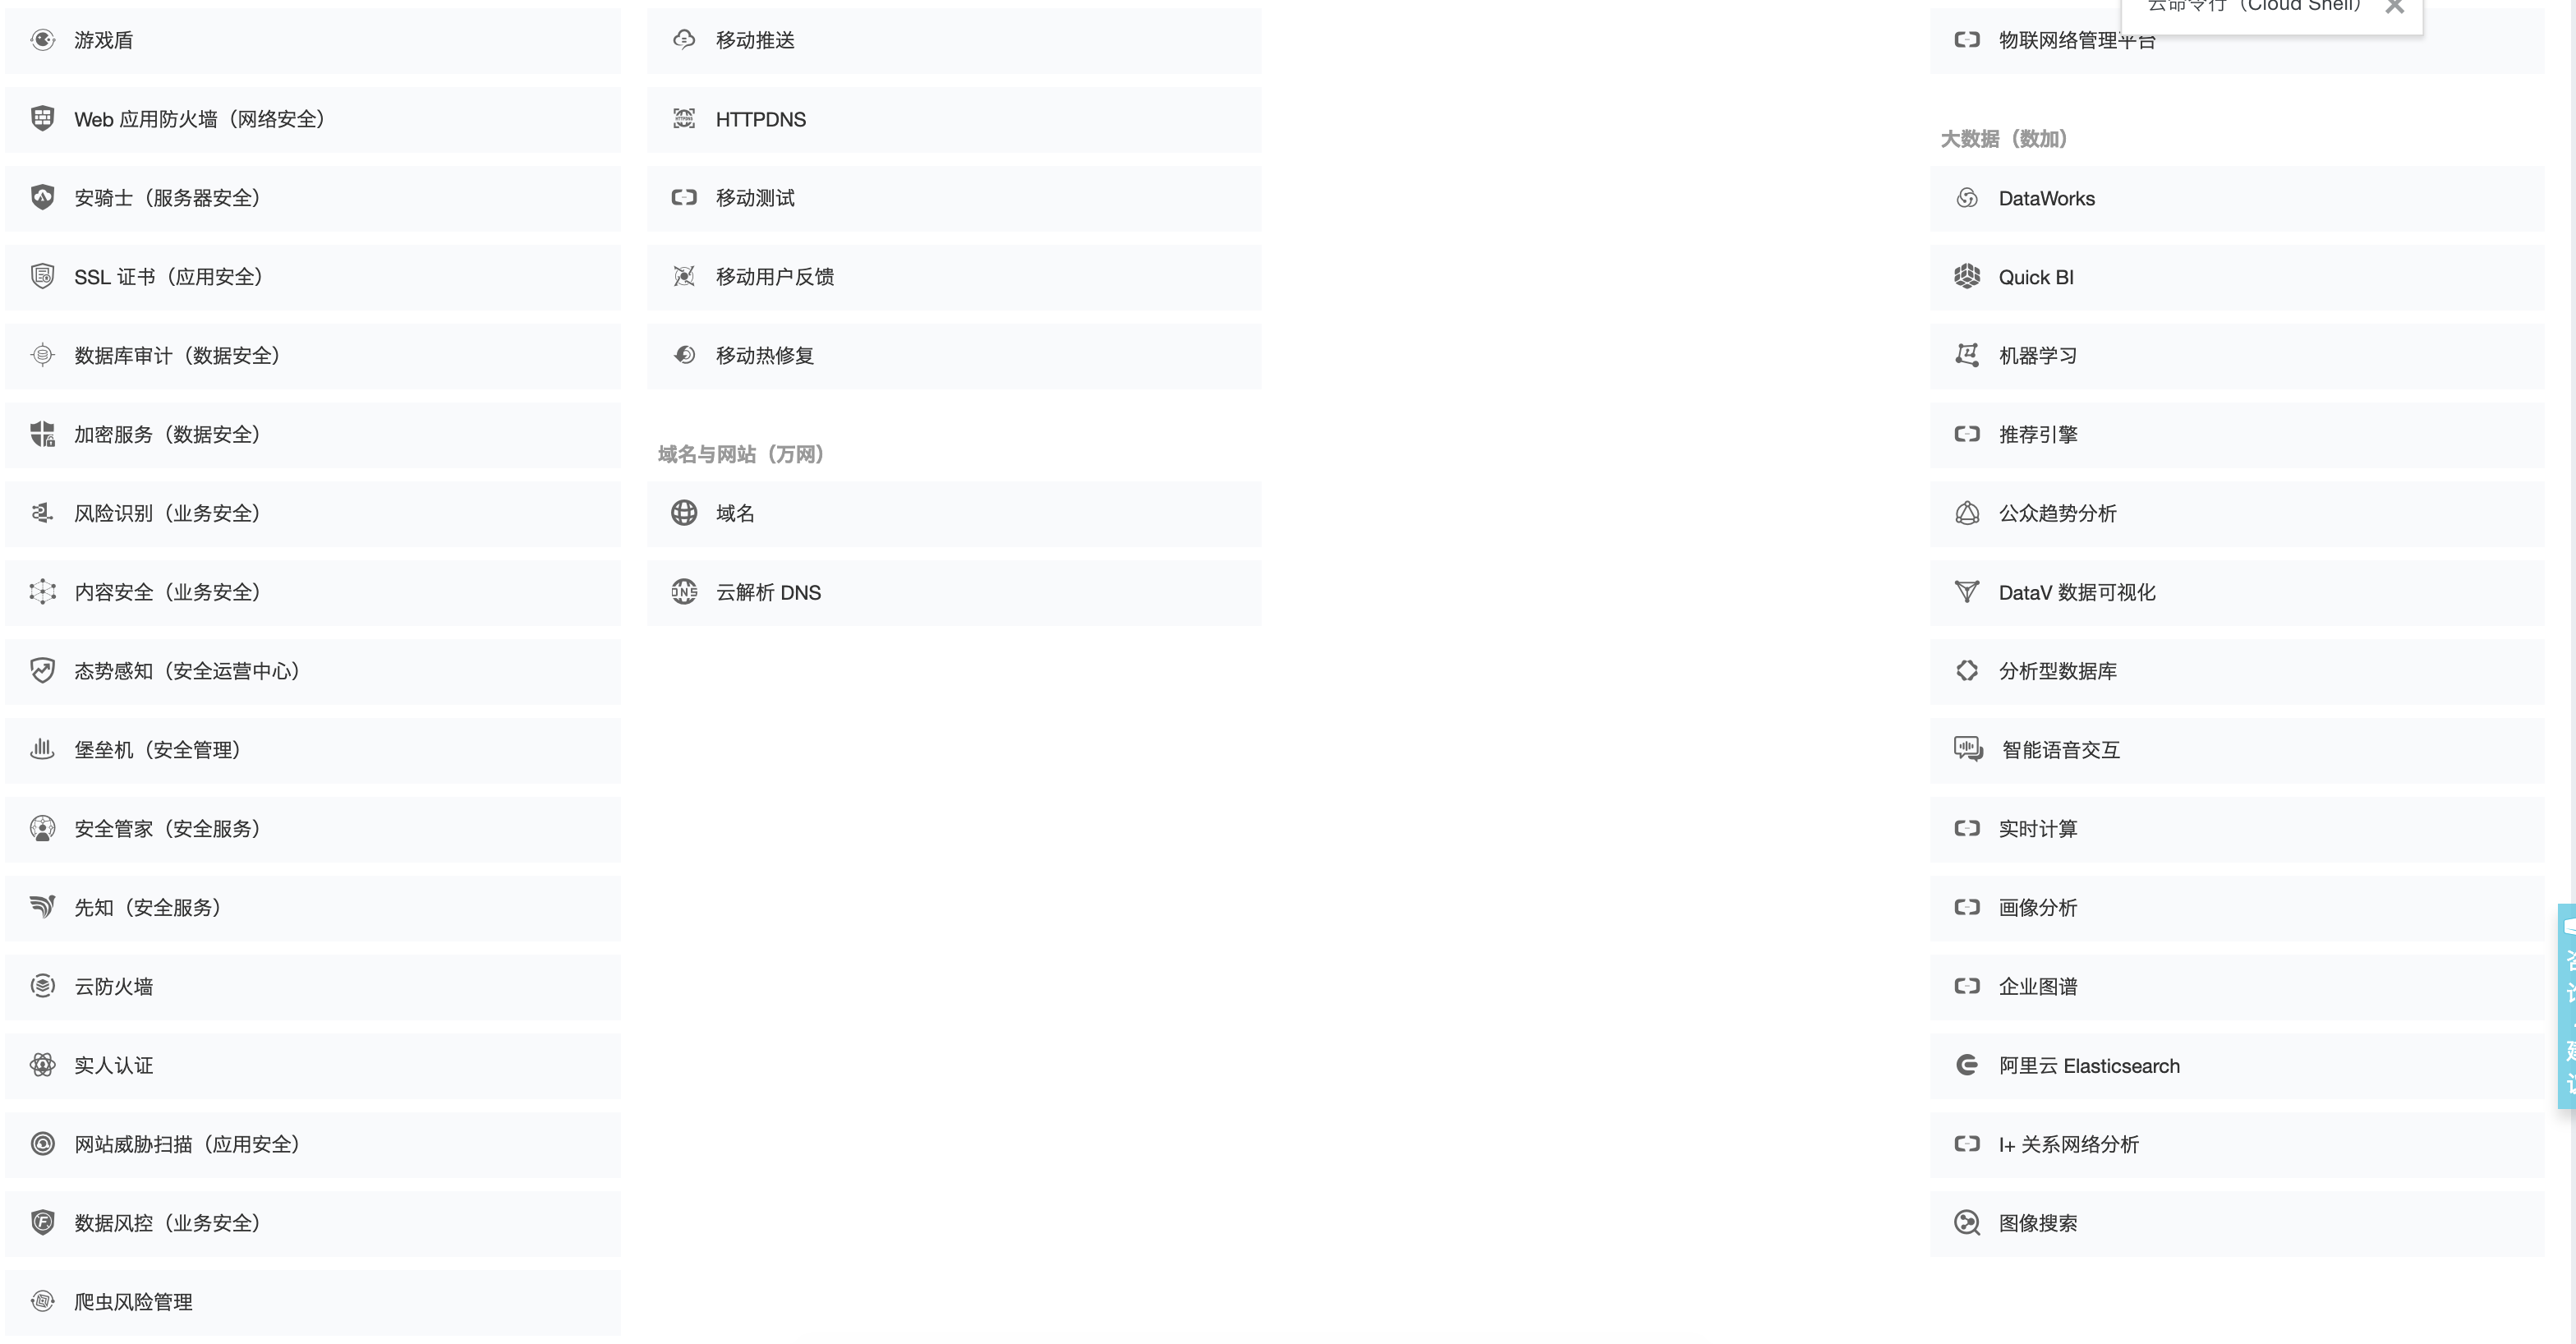 游戏盾
Web 应用防火墙（网络安全）
安骑士（服务器安全）
SSL 证书（应用安全）
数据库审计（数据安全）
加密服务（数据安全）
风险识别（业务安全）
内容安全（业务安全）
态势感知（安全运营中心）
堡垒机（安全管理）
安全管家（安全服务）
先知（安全服务）
云防火墙
实人认证
网站威胁扫描（应用安全）
数据风控（业务安全）
爬虫风险管理
移动推送
HTTPDNS
移动测试
移动用户反馈
移动热修复
域名与网站（万网）
域名
云解析 DNS
云命令行（Cloud Shell）
物联网络管理平台
大数据（数加）
DataWorks
Quick BI
机器学习
推荐引擎
公众趋势分析
DataV 数据可视化
分析型数据库
智能语音交互
实时计算
画像分析
企业图谱
阿里云 Elasticsearch
I+ 关系网络分析
图像搜索